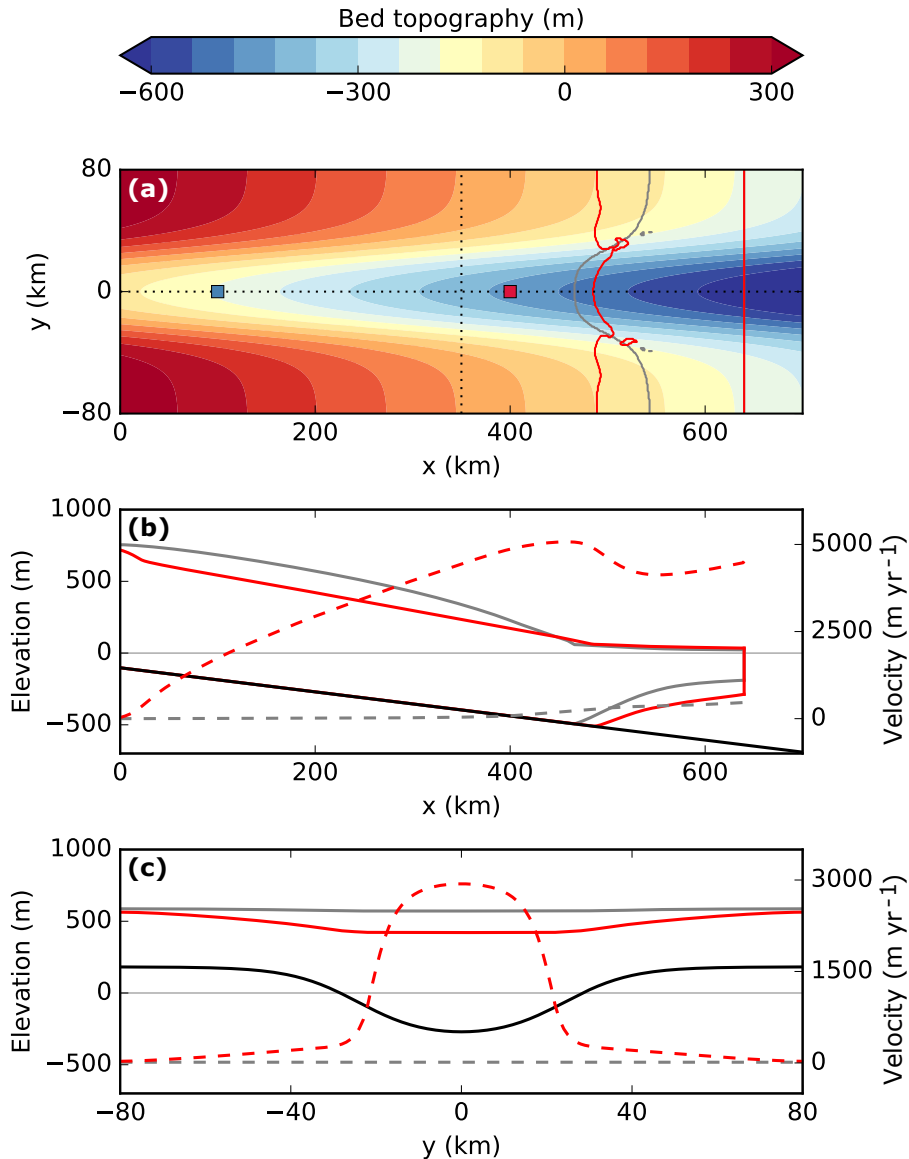 Bed topography (m)
−600 −300 0 300
(a)
80
0
−80
y (km)
0 200 400 600
x (km)
(b)
1000
500
0
−500
Elevation (m)
5000
2500
0
Velocity (m yr⁻¹)
0 200 400 600
x (km)
(c)
1000
500
0
−500
Elevation (m)
3000
1500
0
Velocity (m yr⁻¹)
−80 −40 0 40 80
y (km)